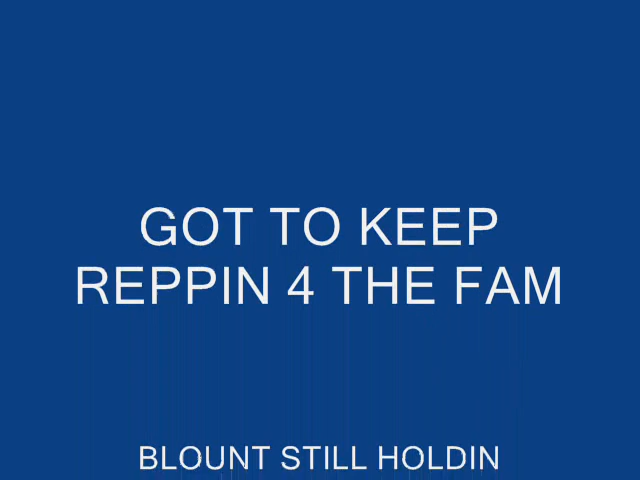 GOT TO KEEP
REPPIN 4 THE FAM
BLOUNT STILL HOLDIN